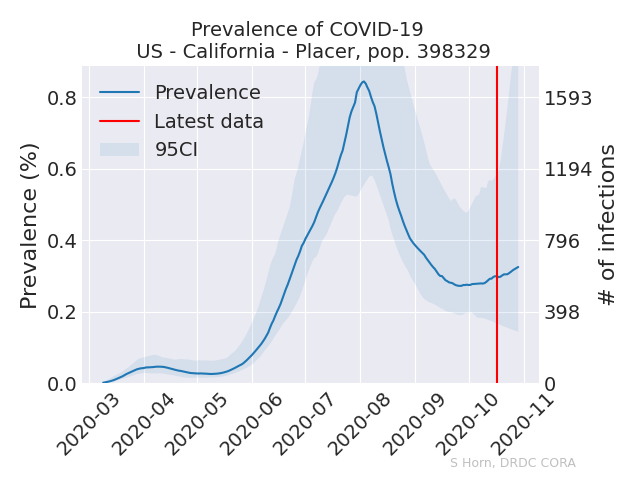 Prevalence of COVID-19
US - California - Placer, pop. 398329
Prevalence
Latest data
95CI
Prevalence (%)
0.8
0.6
0.4
0.2
0.0
1593
1194
796
398
0
# of infections
2020-03
2020-04
2020-05
2020-06
2020-07
2020-08
2020-09
2020-10
2020-11
S Horn, DRDC CORA